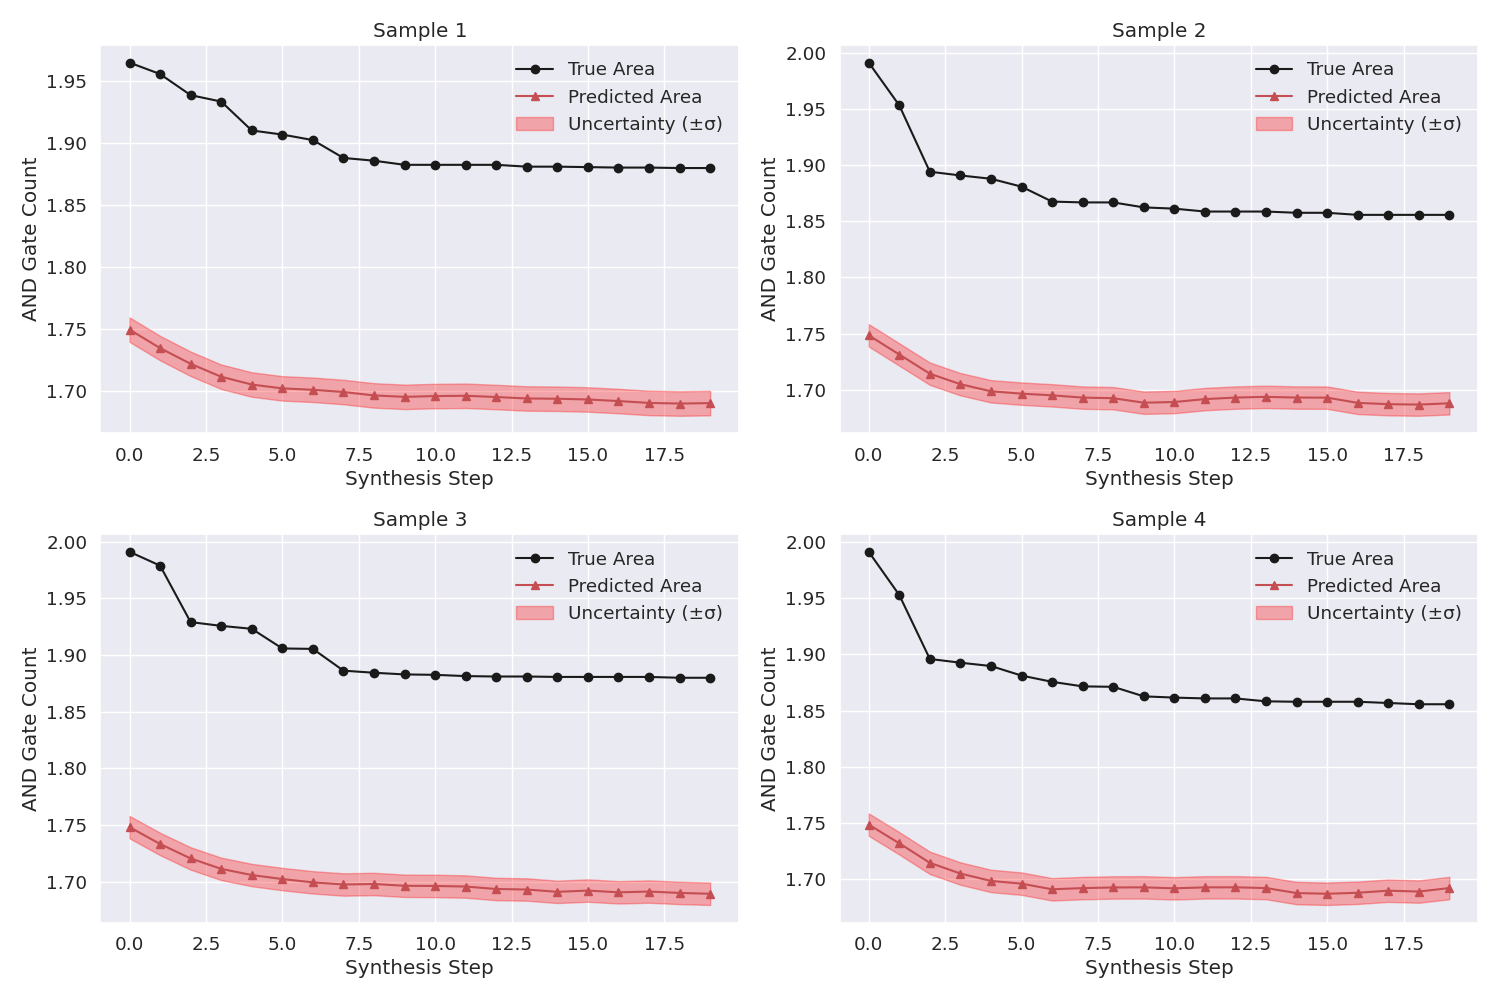 Sample 1
True Area
Predicted Area
Uncertainty (±σ)
AND Gate Count
1.95
1.90
1.85
1.80
1.75
1.70
0.0 2.5 5.0 7.5 10.0 12.5 15.0 17.5
Synthesis Step
Sample 2
True Area
Predicted Area
Uncertainty (±σ)
AND Gate Count
2.00
1.95
1.90
1.85
1.80
1.75
1.70
0.0 2.5 5.0 7.5 10.0 12.5 15.0 17.5
Synthesis Step
Sample 3
True Area
Predicted Area
Uncertainty (±σ)
AND Gate Count
2.00
1.95
1.90
1.85
1.80
1.75
1.70
0.0 2.5 5.0 7.5 10.0 12.5 15.0 17.5
Synthesis Step
Sample 4
True Area
Predicted Area
Uncertainty (±σ)
AND Gate Count
2.00
1.95
1.90
1.85
1.80
1.75
1.70
0.0 2.5 5.0 7.5 10.0 12.5 15.0 17.5
Synthesis Step